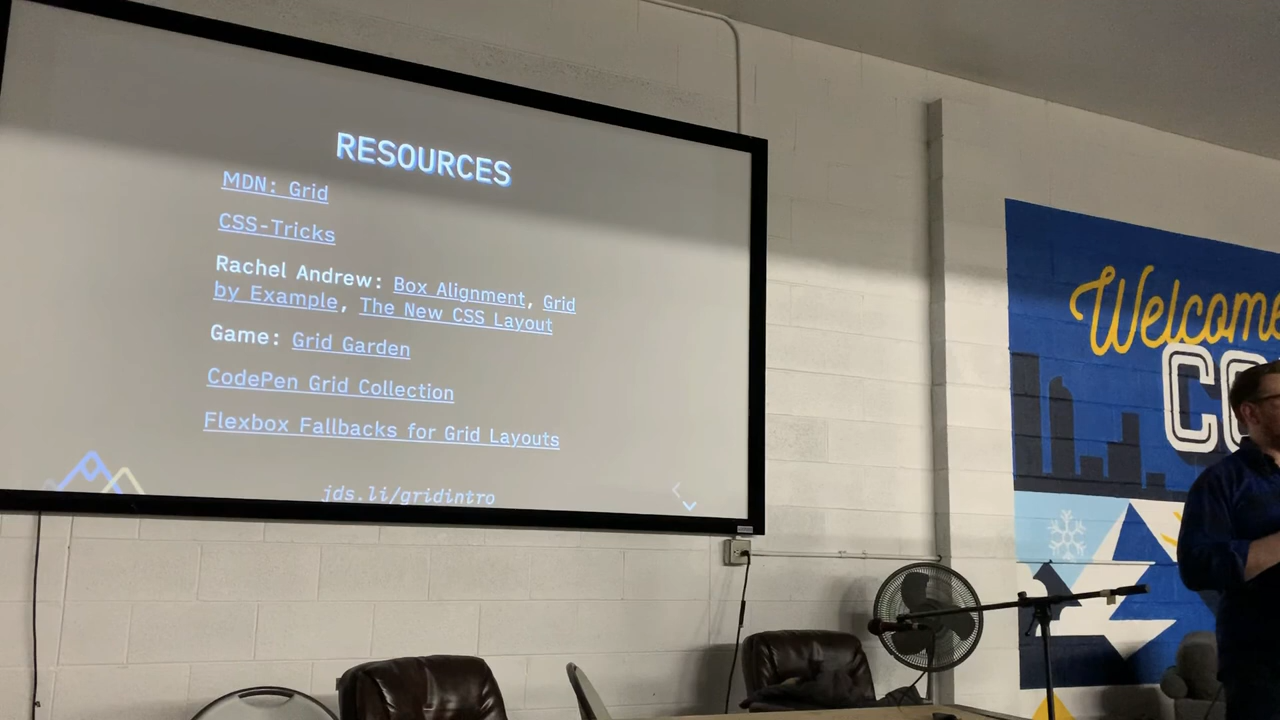 RESOURCES
MDN: Grid
CSS-Tricks
Rachel Andrew: Box Alignment, Grid
by Example, The New CSS Layout
Game: Grid Garden
CodePen Grid Collection
Flexbox Fallbacks for Grid Layouts
jds.li/gridintro
Welcome
CO